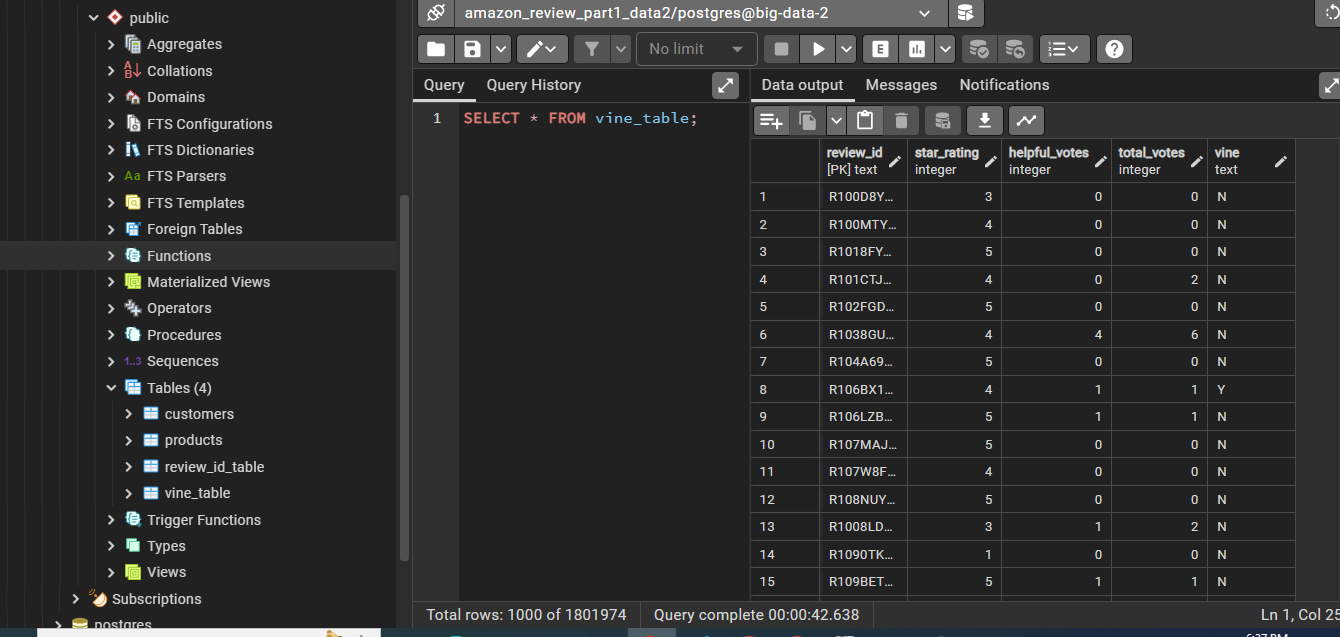 public
Aggregates
Collations
Domains
FTS Configurations
FTS Dictionaries
Aa FTS Parsers
FTS Templates
Foreign Tables
Functions
Materialized Views
Operators
Procedures
1..3 Sequences
Tables (4)
customers
products
review_id_table
vine_table
Trigger Functions
Types
Views
Subscriptions
postgres
amazon_review_part1_data2/postgres@big-data-2
No limit
E
Query Query History
1 SELECT * FROM vine_table;
Data output Messages Notifications
review_id star_rating helpful_votes total_votes vine
[PK] text integer integer integer text
1 R100D8Y... 3 0 0 N
2 R100MTY... 4 0 0 N
3 R1018FY... 5 0 0 N
4 R101CTJ... 4 0 2 N
5 R102FGD... 5 0 0 N
6 R1038GU... 4 4 6 N
7 R104A69... 5 0 0 N
8 R106BX1... 4 1 1 Y
9 R106LZB... 5 1 1 N
10 R107MAJ... 5 0 0 N
11 R107W8F... 4 0 0 N
12 R108NUY... 5 0 0 N
13 R1008LD... 3 1 2 N
14 R1090TK... 1 0 0 N
15 R109BET... 5 1 1 N
Total rows: 1000 of 1801974 Query complete 00:00:42.638 Ln 1, Col 25